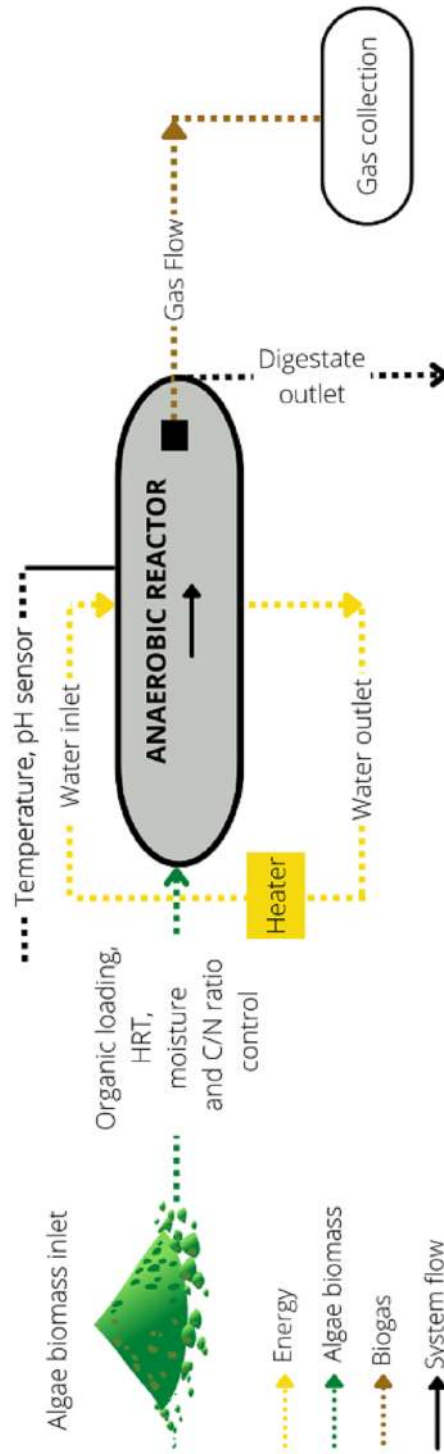 Temperature, pH sensor
Water inlet
Algae biomass inlet
Organic loading,
HRT,
moisture
and C/N ratio
control
ANAEROBIC REACTOR
Gas Flow
Heater
Water outlet
Digestate
outlet
Gas collection
Energy
Algae biomass
Biogas
System flow